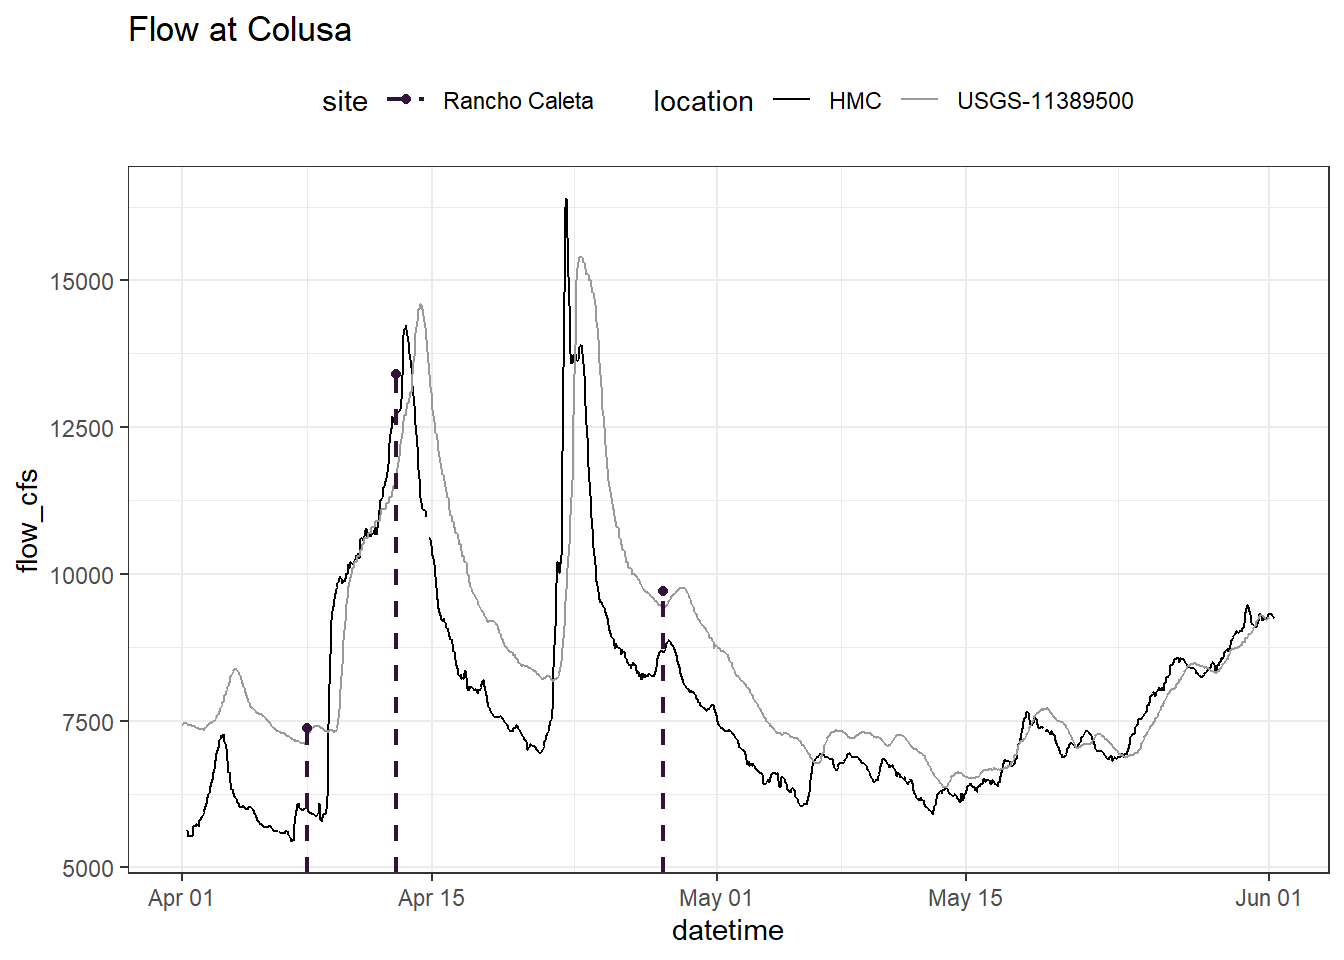 Flow at Colusa
site Rancho Caleta location HMC USGS-11389500
15000
12500
10000
7500
5000
flow_cfs
Apr 01 Apr 15 May 01 May 15 Jun 01
datetime